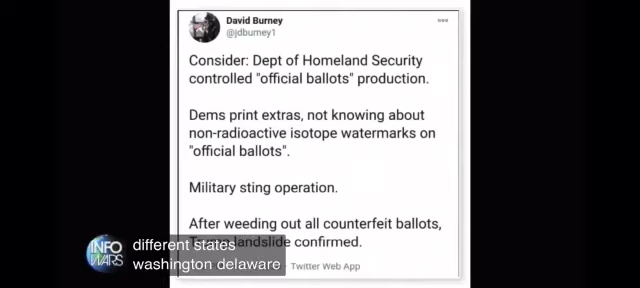 David Burney
@jdburney1
Consider: Dept of Homeland Security
controlled "official ballots" production.
Dems print extras, not knowing about
non-radioactive isotope watermarks on
"official ballots".
Military sting operation.
After weeding out all counterfeit ballots,
landslide confirmed.
INFO
WARS
different states
washington delaware
Twitter Web App